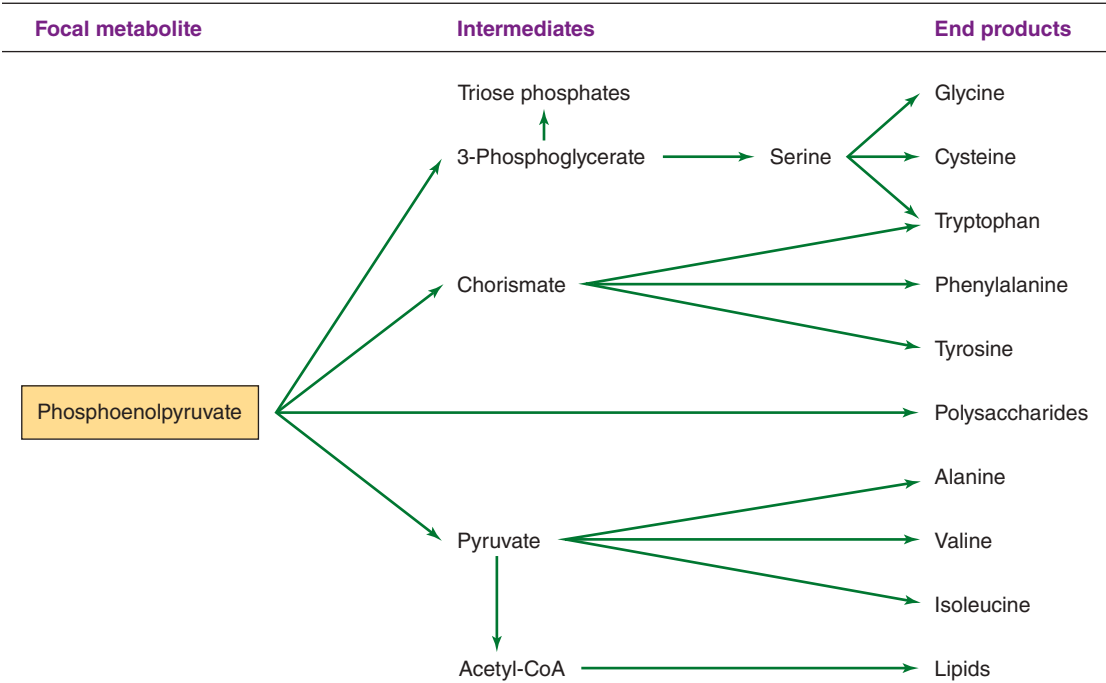 Focal metabolite Intermediates End products
Triose phosphates Glycine
3-Phosphoglycerate Serine Cysteine
Tryptophan
Chorismate Phenylalanine
Tyrosine
Phosphoenolpyruvate Polysaccharides
Alanine
Pyruvate Valine
Isoleucine
Acetyl-CoA Lipids